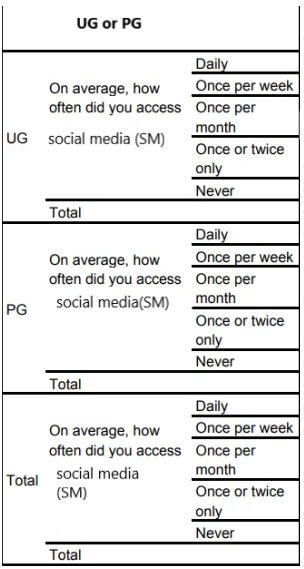 UG or PG
UG
On average, how
often did you access
social media (SM)
Daily
Once per week
Once per
month
Once or twice
only
Never
Total
PG
On average, how
often did you access
social media(SM)
Daily
Once per week
Once per
month
Once or twice
only
Never
Total
Total
On average, how
often did you access
social media
(SM)
Daily
Once per week
Once per
month
Once or twice
only
Never
Total